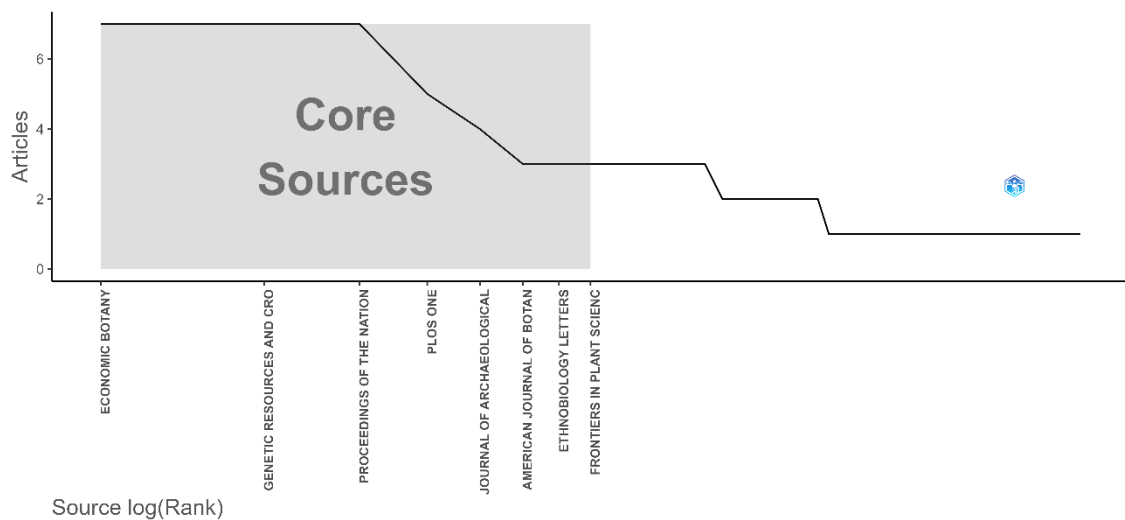 6
4
2
0
Articles
Core
Sources
ECONOMIC BOTANY
GENETIC RESOURCES AND CRO
PROCEEDINGS OF THE NATION
PLOS ONE
JOURNAL OF ARCHAEOLOGICAL
AMERICAN JOURNAL OF BOTAN
ETHNOBIOLOGY LETTERS
FRONTIERS IN PLANT SCIENC
Source log(Rank)